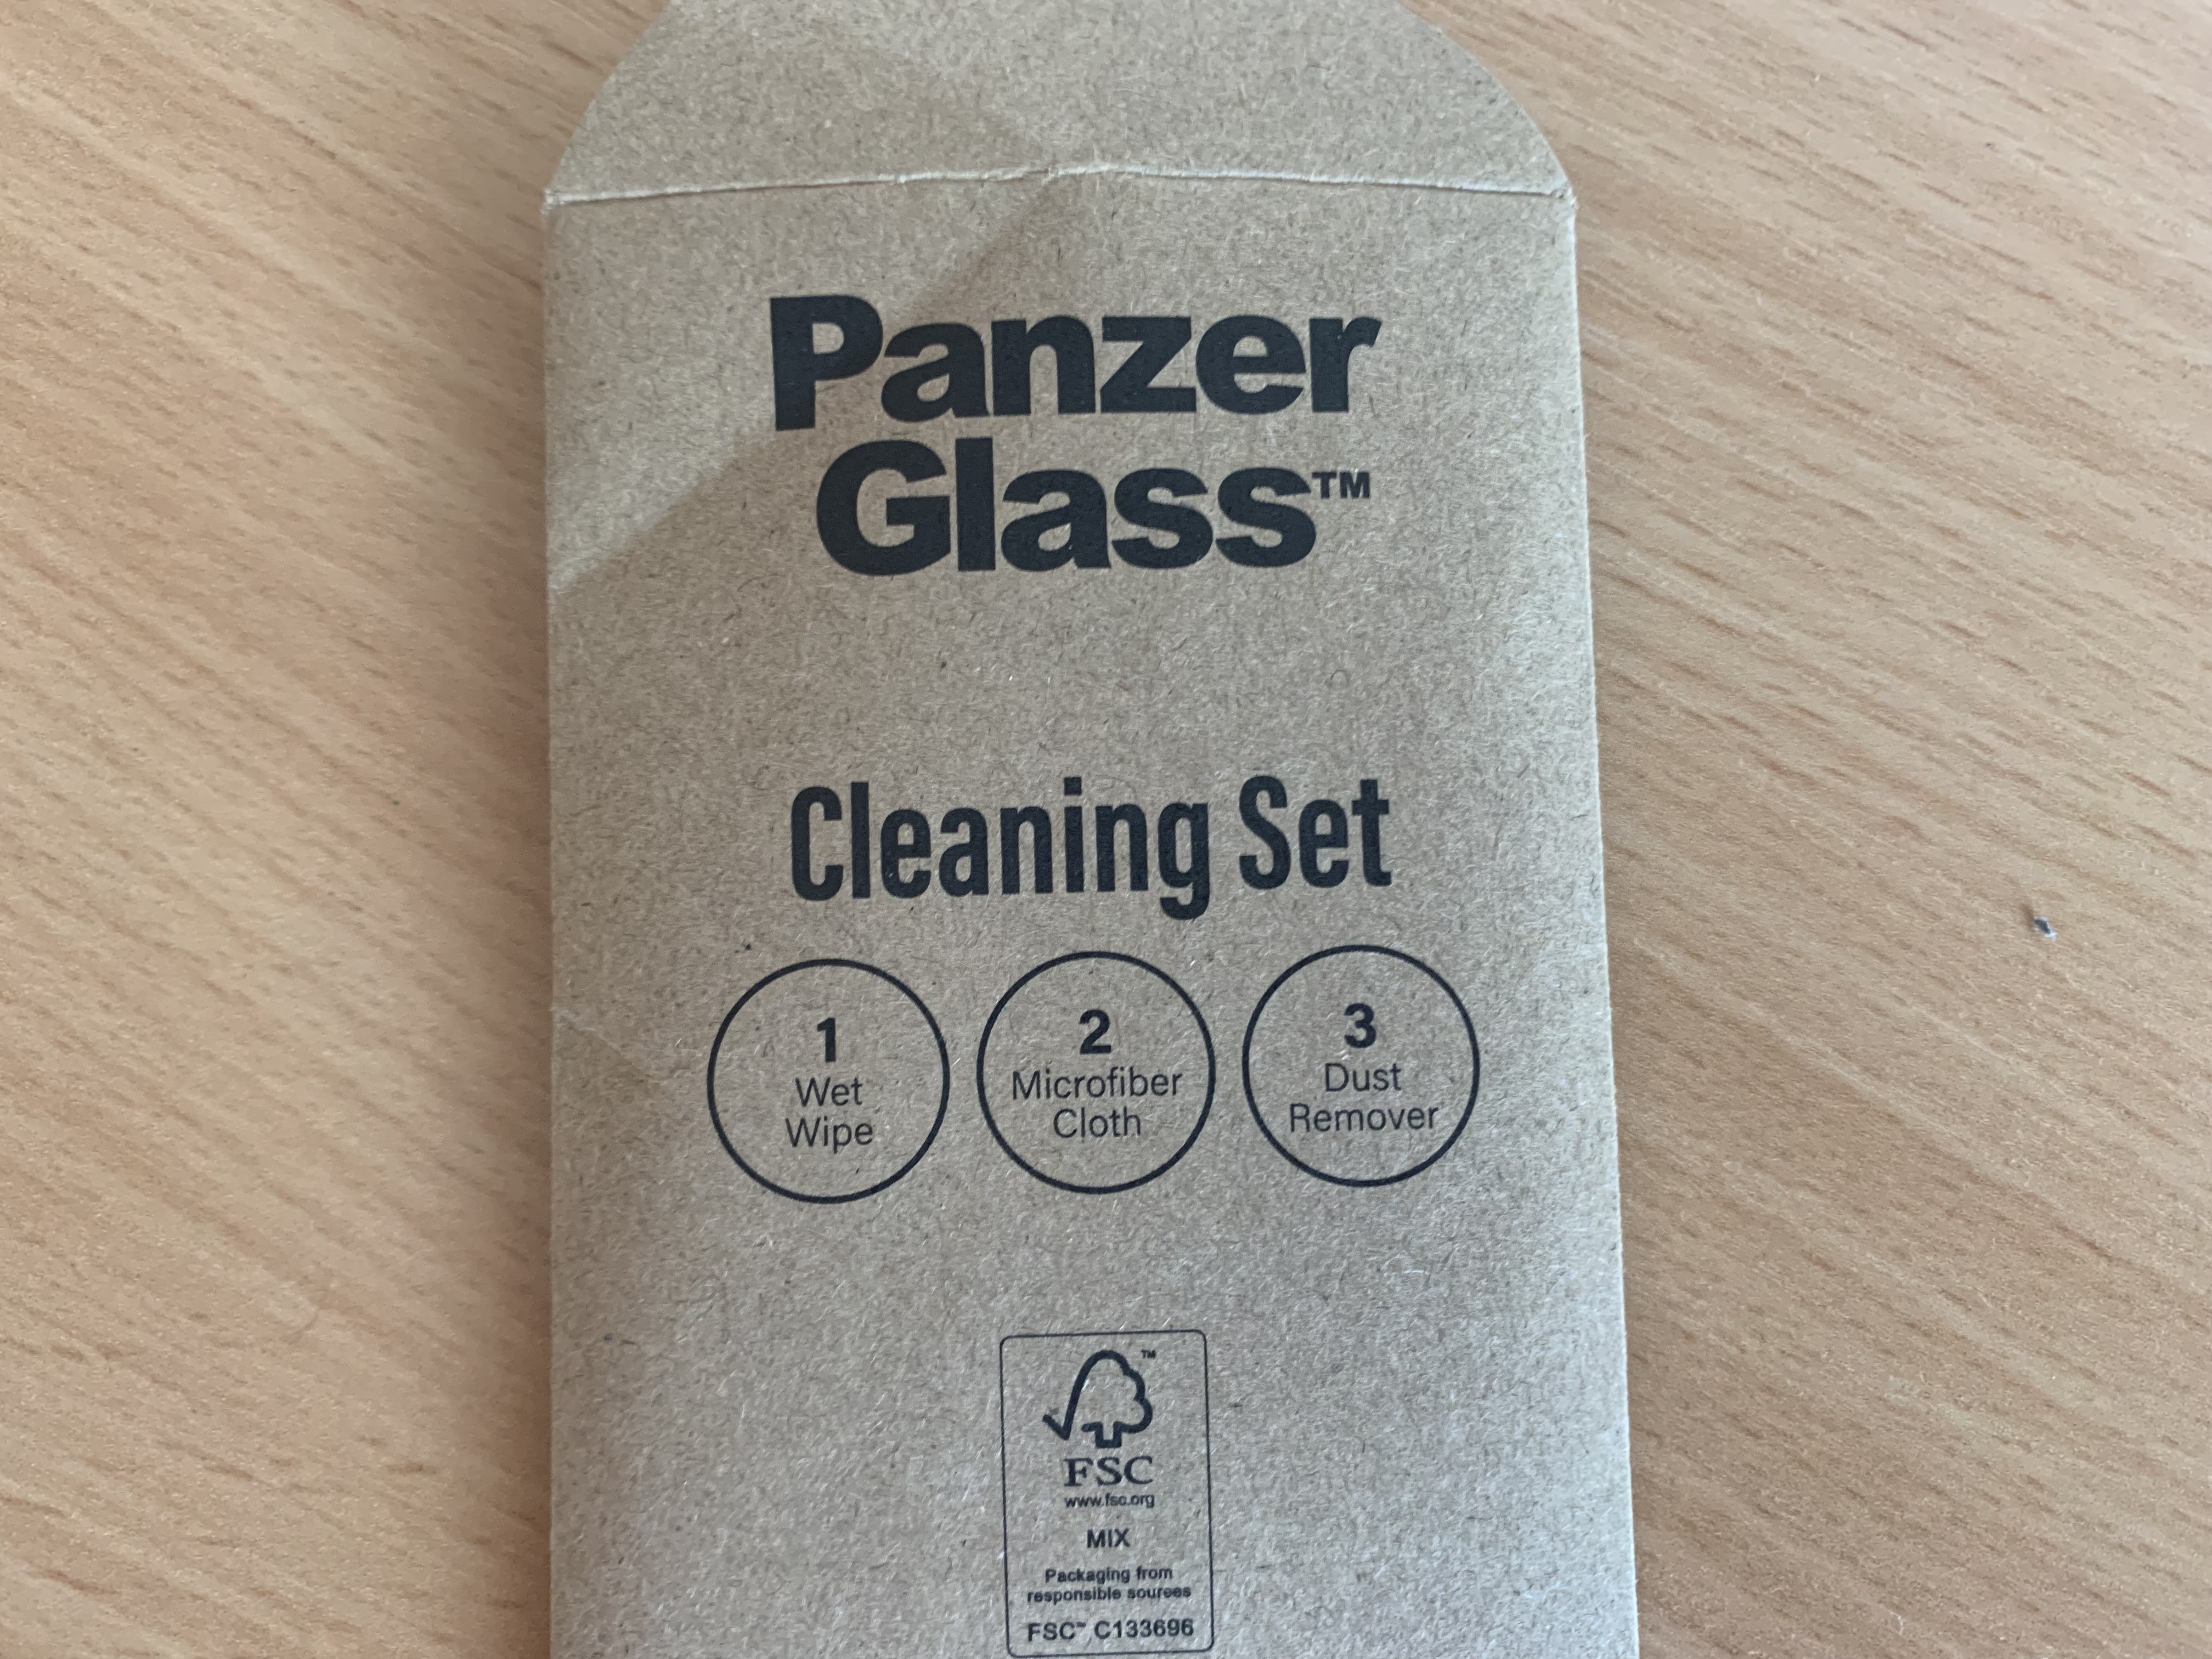 Panzer
Glass™
Cleaning Set
1
Wet
Wipe
2
Microfiber
Cloth
3
Dust
Remover
™
FSC
www.fsc.org
MIX
Packaging from
responsible sources
FSC™ C133696